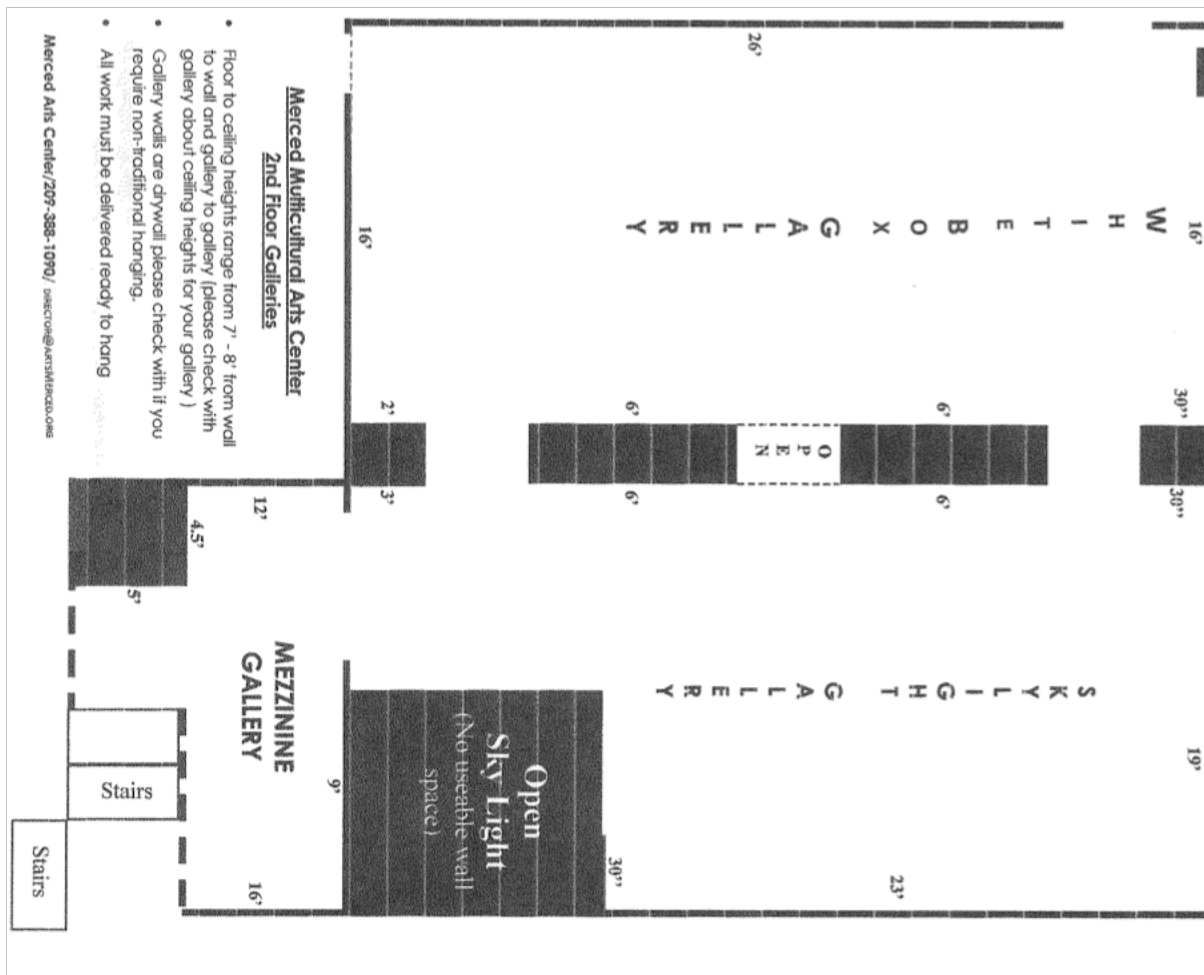 Merced Multicultural Arts Center
2nd Floor Galleries
• Floor to ceiling heights range from 7' - 8' from wall
to wall and gallery to gallery (please check with
gallery about ceiling heights for your gallery )
• Gallery walls are drywall please check with if you
require non-traditional hanging.
• All work must be delivered ready to hang
Merced Arts Center/209-388-1090/ DIRECTOR@ARTSMERCED.ORG
26'
16'
WHITE BOX GALLERY
16'
2'
6'
6'
30"
OPEN
3'
6'
6'
30"
12'
4.5'
5'
MEZZININE
GALLERY
SKYLIGHT GALLERY
19'
Open
Sky Light
(No useable wall
space)
9'
30"
23'
16'
Stairs
Stairs